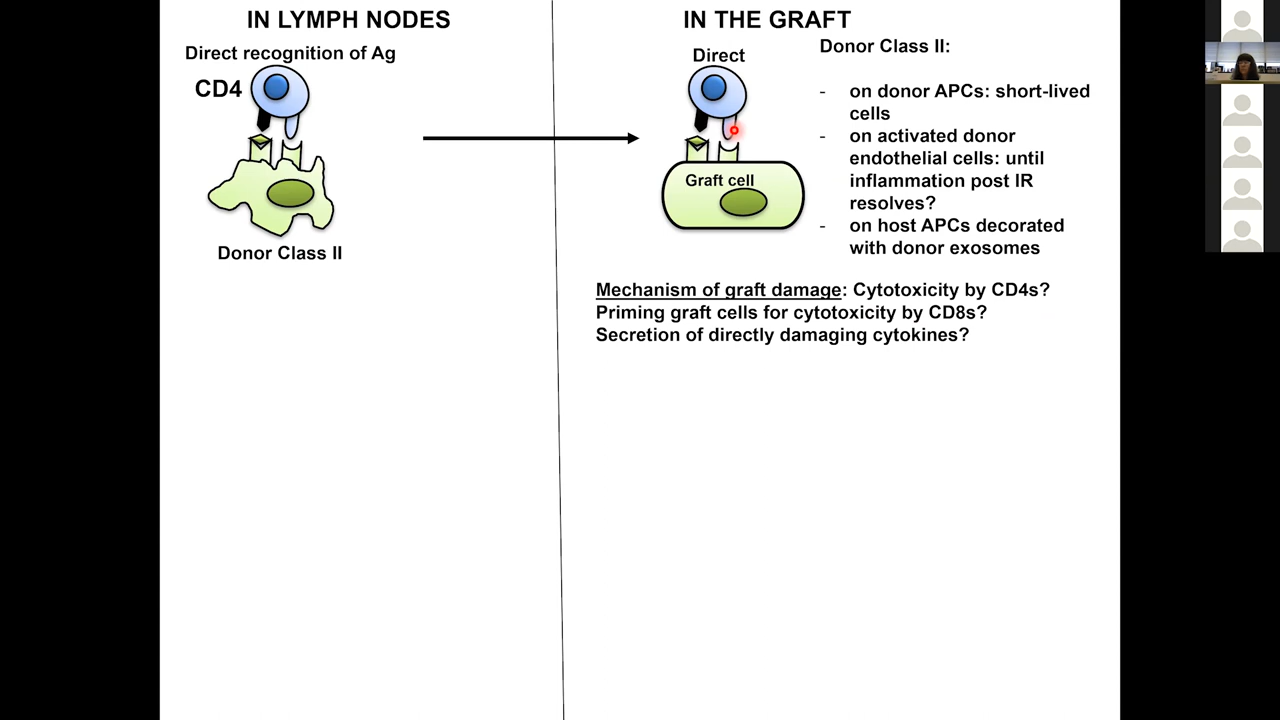 IN LYMPH NODES
Direct recognition of Ag
CD4
Donor Class II
IN THE GRAFT
Direct
Graft cell
Donor Class II:
- on donor APCs: short-lived
cells
- on activated donor
endothelial cells: until
inflammation post IR
resolves?
- on host APCs decorated
with donor exosomes
Mechanism of graft damage: Cytotoxicity by CD4s?
Priming graft cells for cytotoxicity by CD8s?
Secretion of directly damaging cytokines?